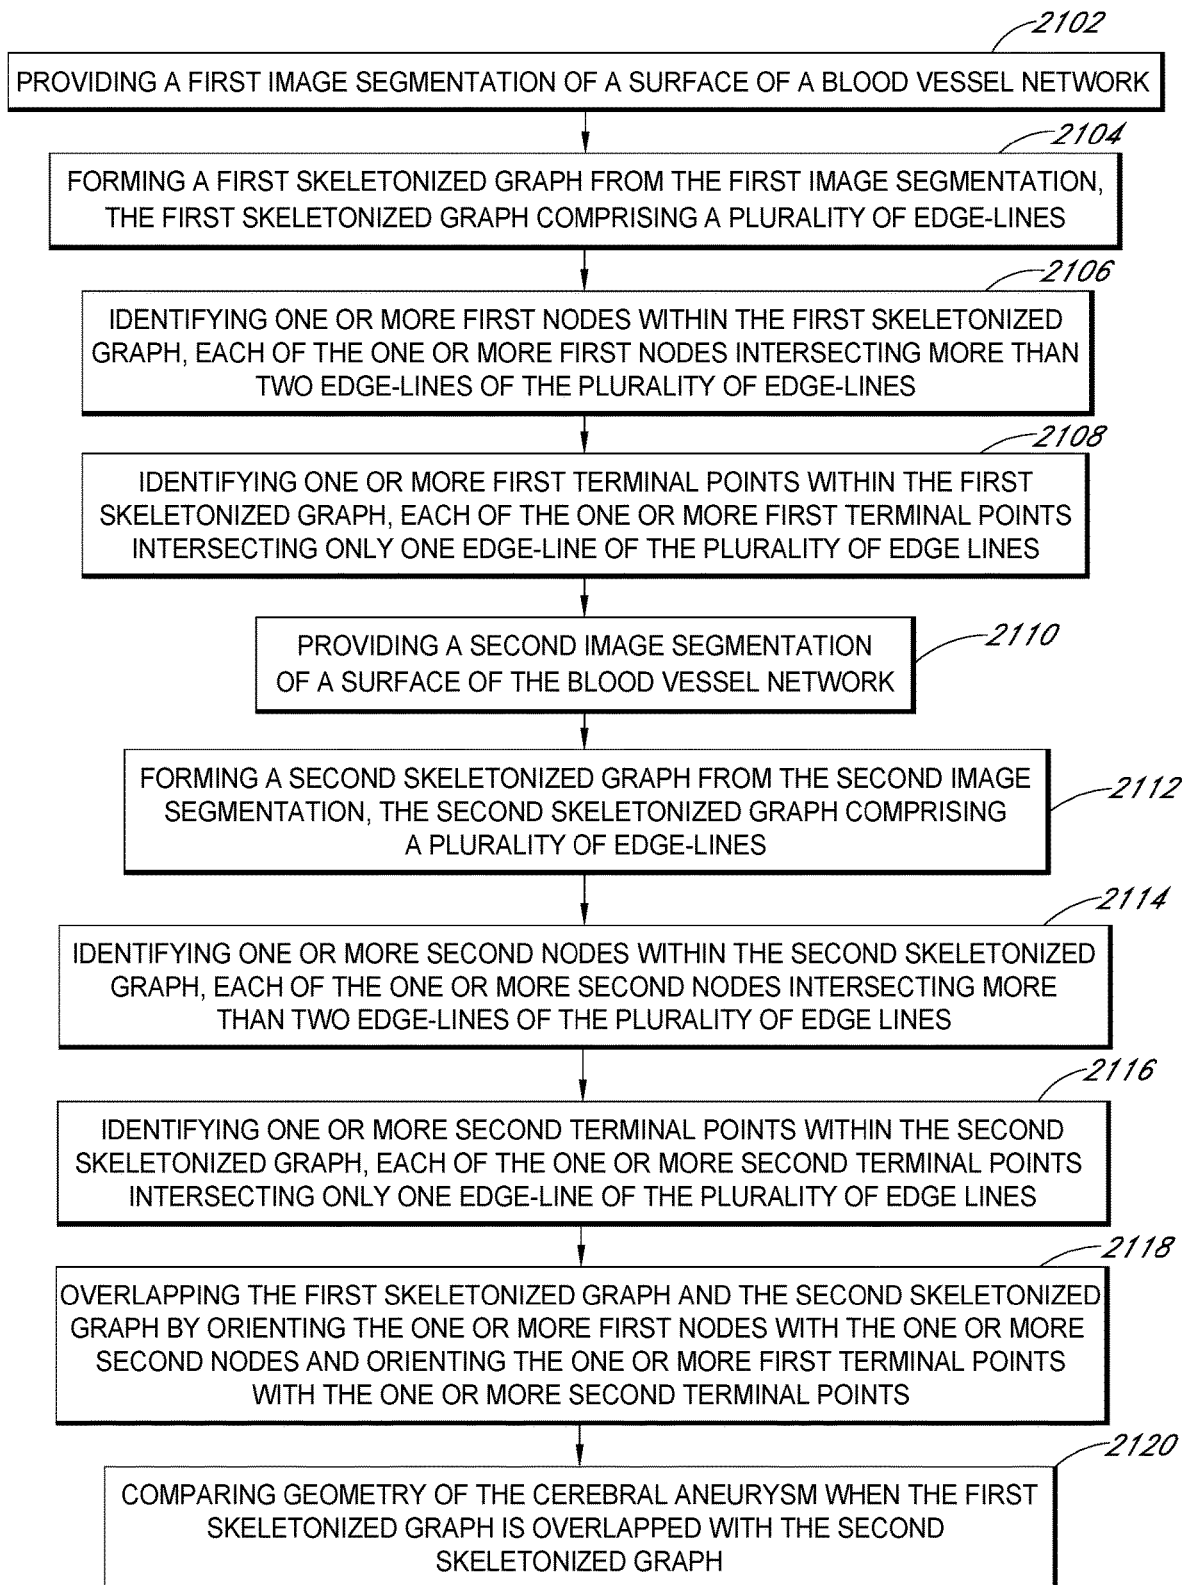 2102
PROVIDING A FIRST IMAGE SEGMENTATION OF A SURFACE OF A BLOOD VESSEL NETWORK
2104
FORMING A FIRST SKELETONIZED GRAPH FROM THE FIRST IMAGE SEGMENTATION,
THE FIRST SKELETONIZED GRAPH COMPRISING A PLURALITY OF EDGE-LINES
2106
IDENTIFYING ONE OR MORE FIRST NODES WITHIN THE FIRST SKELETONIZED
GRAPH, EACH OF THE ONE OR MORE FIRST NODES INTERSECTING MORE THAN
TWO EDGE-LINES OF THE PLURALITY OF EDGE-LINES
2108
IDENTIFYING ONE OR MORE FIRST TERMINAL POINTS WITHIN THE FIRST
SKELETONIZED GRAPH, EACH OF THE ONE OR MORE FIRST TERMINAL POINTS
INTERSECTING ONLY ONE EDGE-LINE OF THE PLURALITY OF EDGE LINES
2110
PROVIDING A SECOND IMAGE SEGMENTATION
OF A SURFACE OF THE BLOOD VESSEL NETWORK
2112
FORMING A SECOND SKELETONIZED GRAPH FROM THE SECOND IMAGE
SEGMENTATION, THE SECOND SKELETONIZED GRAPH COMPRISING
A PLURALITY OF EDGE-LINES
2114
IDENTIFYING ONE OR MORE SECOND NODES WITHIN THE SECOND SKELETONIZED
GRAPH, EACH OF THE ONE OR MORE SECOND NODES INTERSECTING MORE
THAN TWO EDGE-LINES OF THE PLURALITY OF EDGE LINES
2116
IDENTIFYING ONE OR MORE SECOND TERMINAL POINTS WITHIN THE SECOND
SKELETONIZED GRAPH, EACH OF THE ONE OR MORE SECOND TERMINAL POINTS
INTERSECTING ONLY ONE EDGE-LINE OF THE PLURALITY OF EDGE LINES
2118
OVERLAPPING THE FIRST SKELETONIZED GRAPH AND THE SECOND SKELETONIZED
GRAPH BY ORIENTING THE ONE OR MORE FIRST NODES WITH THE ONE OR MORE
SECOND NODES AND ORIENTING THE ONE OR MORE FIRST TERMINAL POINTS
WITH THE ONE OR MORE SECOND TERMINAL POINTS
2120
COMPARING GEOMETRY OF THE CEREBRAL ANEURYSM WHEN THE FIRST
SKELETONIZED GRAPH IS OVERLAPPED WITH THE SECOND
SKELETONIZED GRAPH